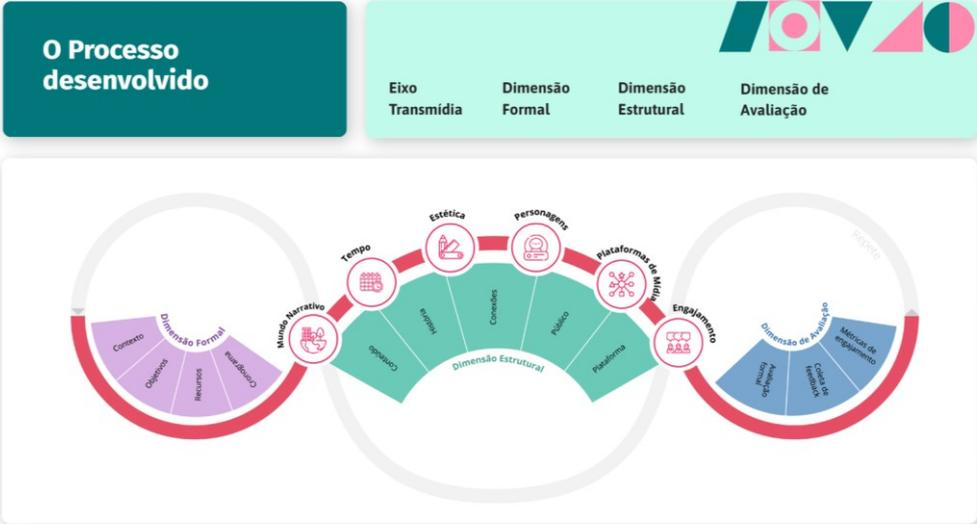 O Processo
desenvolvido
Eixo
Transmídia
Dimensão
Formal
Dimensão
Estrutural
Dimensão de
Avaliação
Mundo Narrativo
Tempo
Estética
Personagens
Plataformas de Mídia
Engajamento
Dimensão Formal
Contexto
Objetivos
Recursos
Cronograma
Dimensão Estrutural
Conteúdo
História
Conexões
Público
Plataforma
Dimensão de Avaliação
Avaliação
formal
Coleta de
feedback
Métricas de
engajamento
Repete